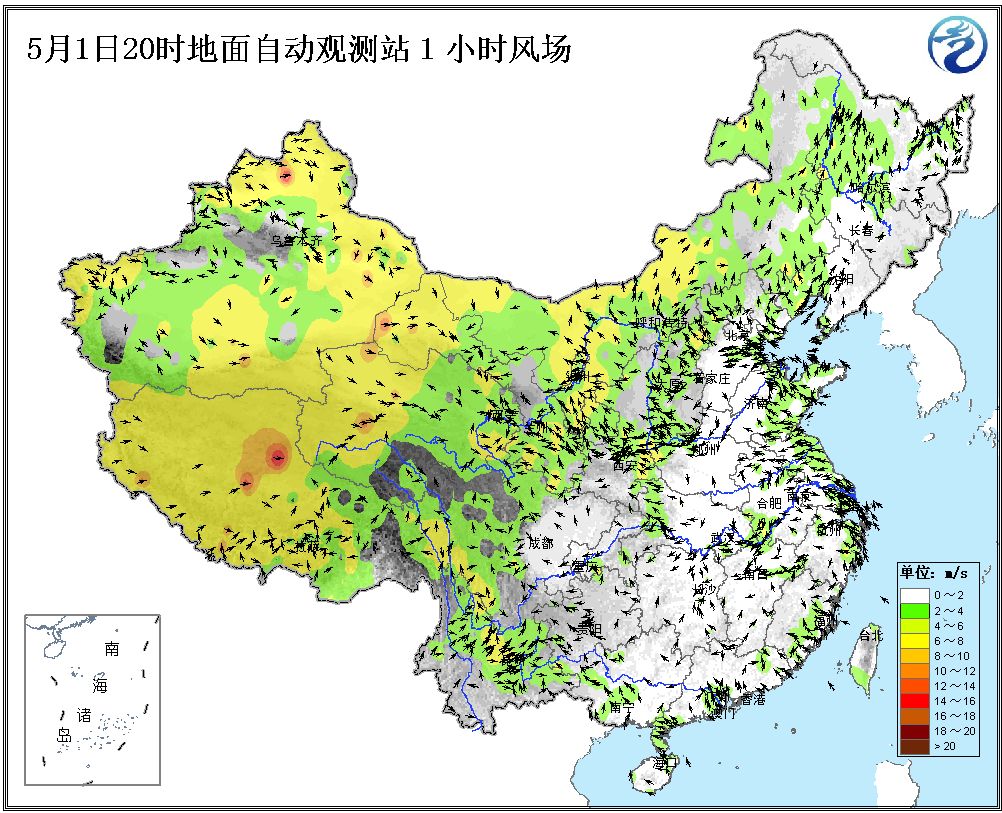 5月1日20时地面自动观测站1小时风场
哈尔滨
长春
乌鲁木齐
沈阳
呼和浩特
北京
银川
太原
石家庄
济南
西宁
兰州
郑州
西安
合肥
南京
成都
武汉
杭州
拉萨
重庆
南昌
长沙
贵阳
福州
台北
南宁
香港
澳门
海口
南
海
诸
岛
单位：m/s
0～2
2～4
4～6
6～8
8～10
10～12
12～14
14～16
16～18
18～20
＞20